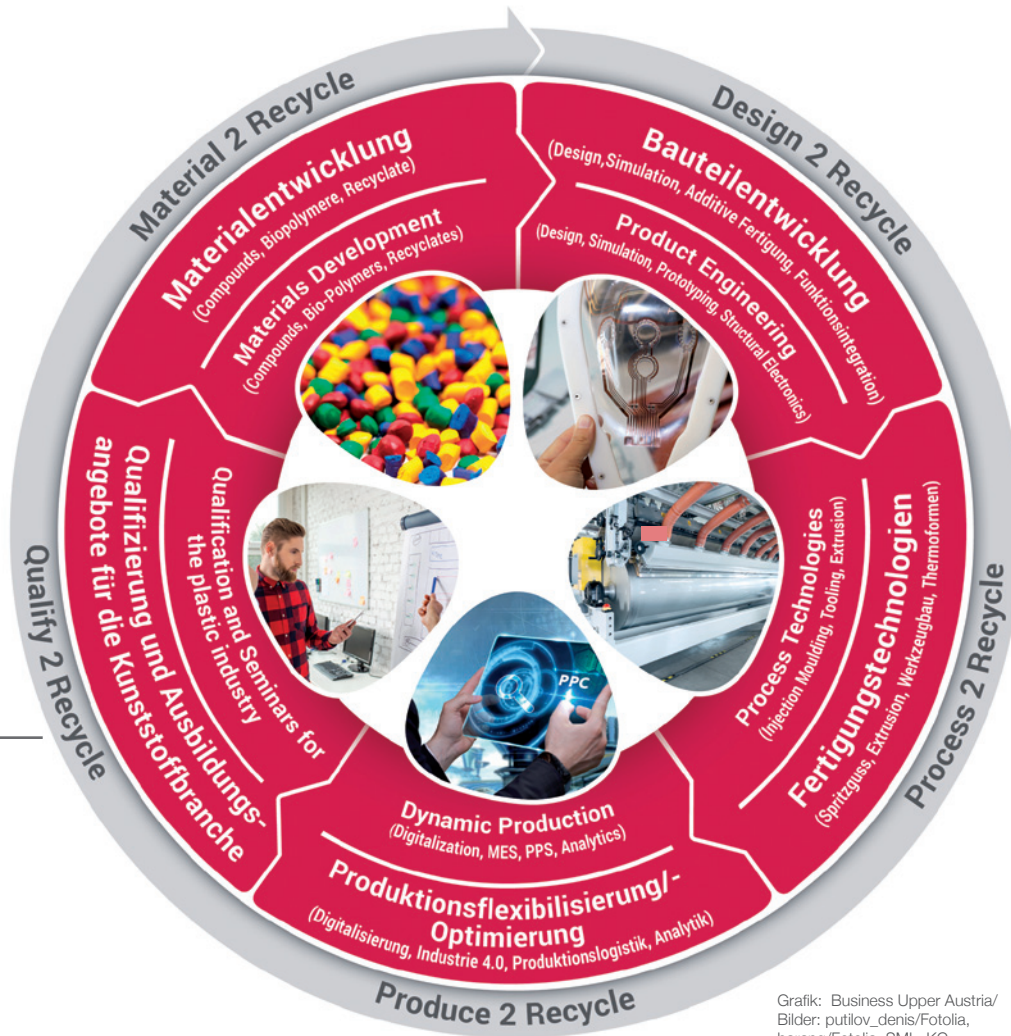 Material 2 Recycle
Design 2 Recycle
Process 2 Recycle
Produce 2 Recycle
Qualify 2 Recycle
Materialentwicklung
(Compounds, Biopolymere, Recyclate)
Materials Development
(Compounds, Bio-Polymers, Recyclates)
Bauteilentwicklung
(Design,Simulation, Additive Fertigung, Funktionsintegration)
Product Engineering
(Design, Simulation, Prototyping, Structural Electronics)
Process Technologies
(Injection Moulding, Tooling, Extrusion)
Fertigungstechnologien
(Spritzguss, Extrusion, Werkzeugbau, Thermoformen)
PPC
Dynamic Production
(Digitalization, MES, PPS, Analytics)
Produktionsflexibilisierung/-
Optimierung
(Digitalisierung, Industrie 4.0, Produktionslogistik, Analytik)
Qualification and Seminars for
the plastic industry
Qualifizierung und Ausbildungs-
angebote für die Kunststoffbranche
Grafik: Business Upper Austria/
Bilder: putilov_denis/Fotolia,